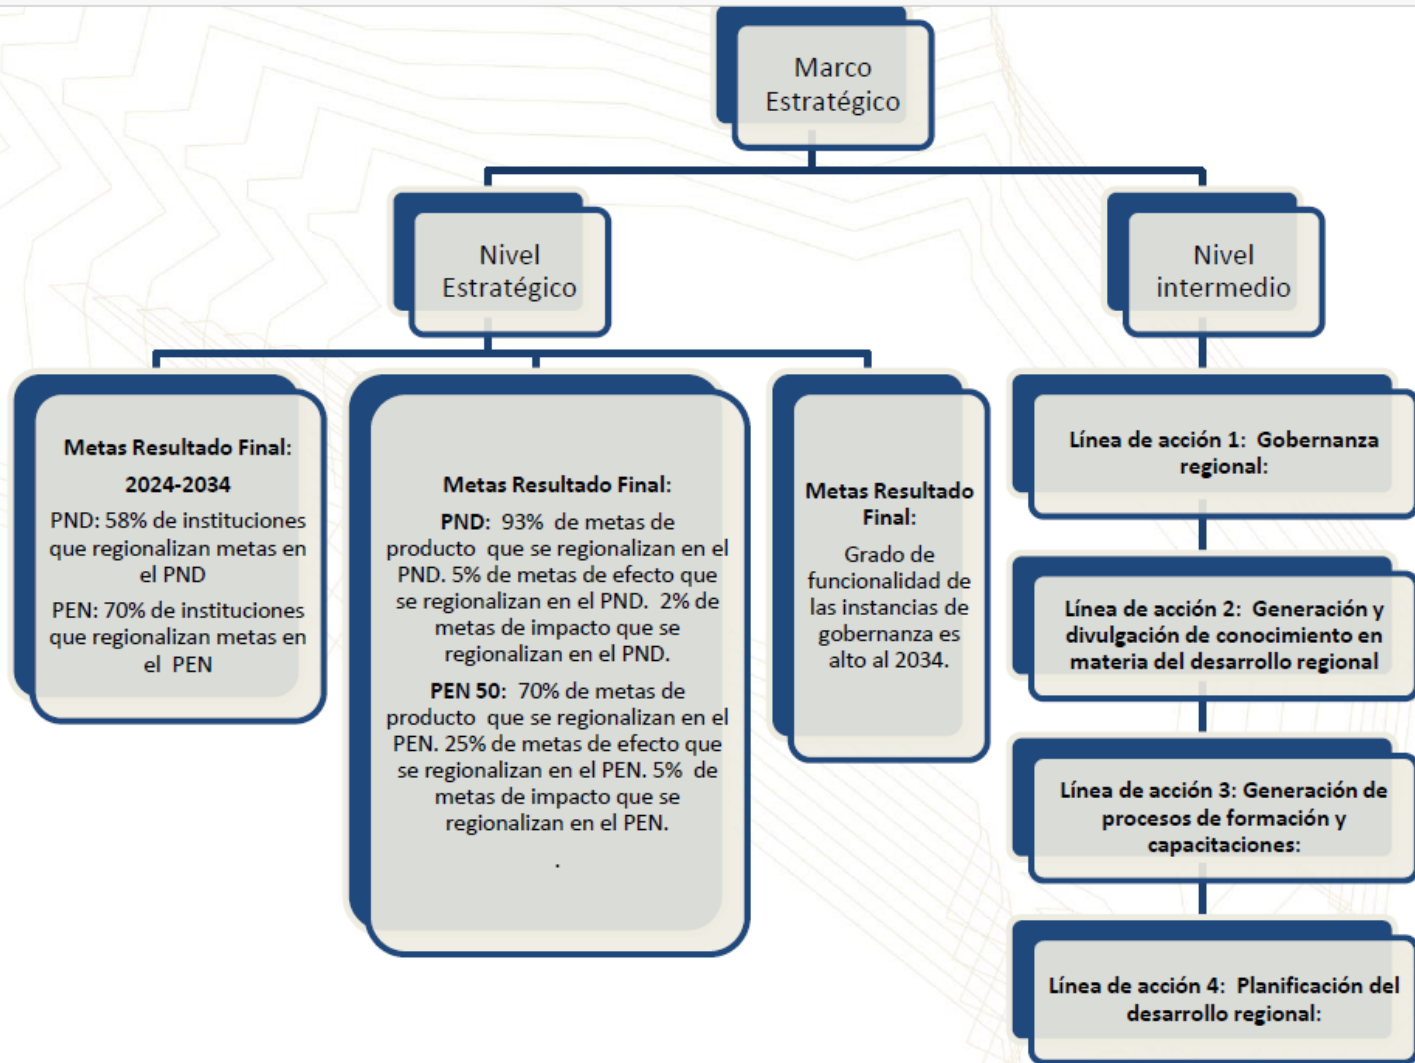 Marco
Estratégico
Nivel
Estratégico
Nivel
intermedio
Metas Resultado Final:
2024-2034
PND: 58% de instituciones
que regionalizan metas en
el PND
PEN: 70% de instituciones
que regionalizan metas en
el PEN
Metas Resultado Final:
PND: 93% de metas de
producto que se regionalizan en el
PND. 5% de metas de efecto que
se regionalizan en el PND. 2% de
metas de impacto que se
regionalizan en el PND.
PEN 50: 70% de metas de
producto que se regionalizan en el
PEN. 25% de metas de efecto que
se regionalizan en el PEN. 5% de
metas de impacto que se
regionalizan en el PEN.
.
Metas Resultado
Final:
Grado de
funcionalidad de
las instancias de
gobernanza es
alto al 2034.
Línea de acción 1: Gobernanza
regional:
Línea de acción 2: Generación y
divulgación de conocimiento en
materia del desarrollo regional
Línea de acción 3: Generación de
procesos de formación y
capacitaciones:
Línea de acción 4: Planificación del
desarrollo regional: